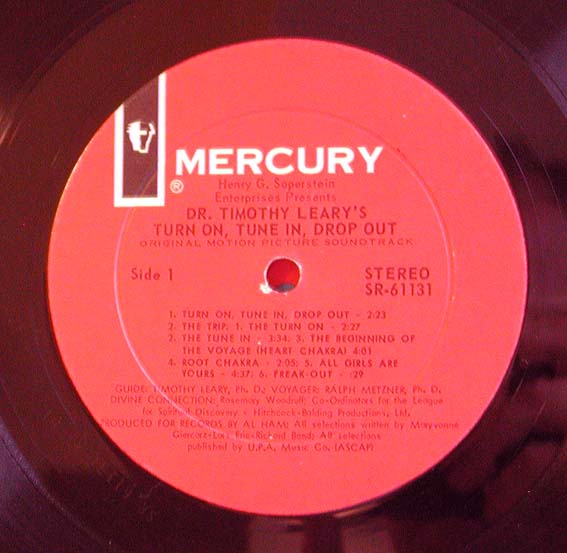 MERCURY
®
Henry G. Saperstein
Enterprises Presents
DR. TIMOTHY LEARY'S
TURN ON, TUNE IN, DROP OUT
ORIGINAL MOTION PICTURE SOUNDTRACK
Side 1
STEREO
SR-61131
1. TURN ON, TUNE IN, DROP OUT - 2:23
2. THE TRIP: 1. THE TURN ON - 2:27
2. THE TUNE IN - 3:34; 3. THE BEGINNING OF
THE VOYAGE (HEART CHAKRA) 4:01
4. ROOT CHAKRA - 2:05; 5. ALL GIRLS ARE
YOURS - 4:37; 6. FREAK-OUT - :29
GUIDE: TIMOTHY LEARY, Ph. D.; VOYAGER: RALPH METZNER, Ph. D.
DIVINE CONNECTION: Rosemary Woodruff; Co-Ordinators for the League
for Spiritual Discovery - Hitchcock-Balding Productions, Ltd.
PRODUCED FOR RECORDS BY AL HAM; All selections written by Maryvonne
Richard Bond; All selections
published by U.P.A. Music Co. (ASCAP)